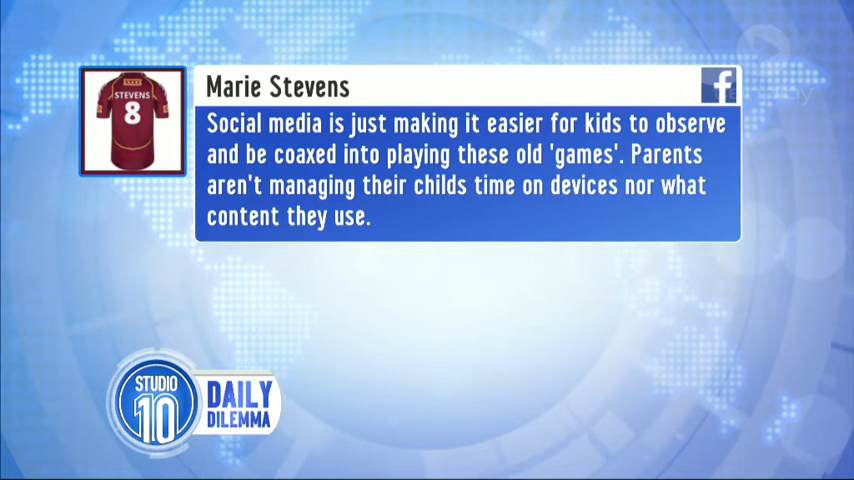 STEVENS
8
Marie Stevens
Social media is just making it easier for kids to observe
and be coaxed into playing these old 'games'. Parents
aren't managing their childs time on devices nor what
content they use.
STUDIO
10
DAILY
DILEMMA